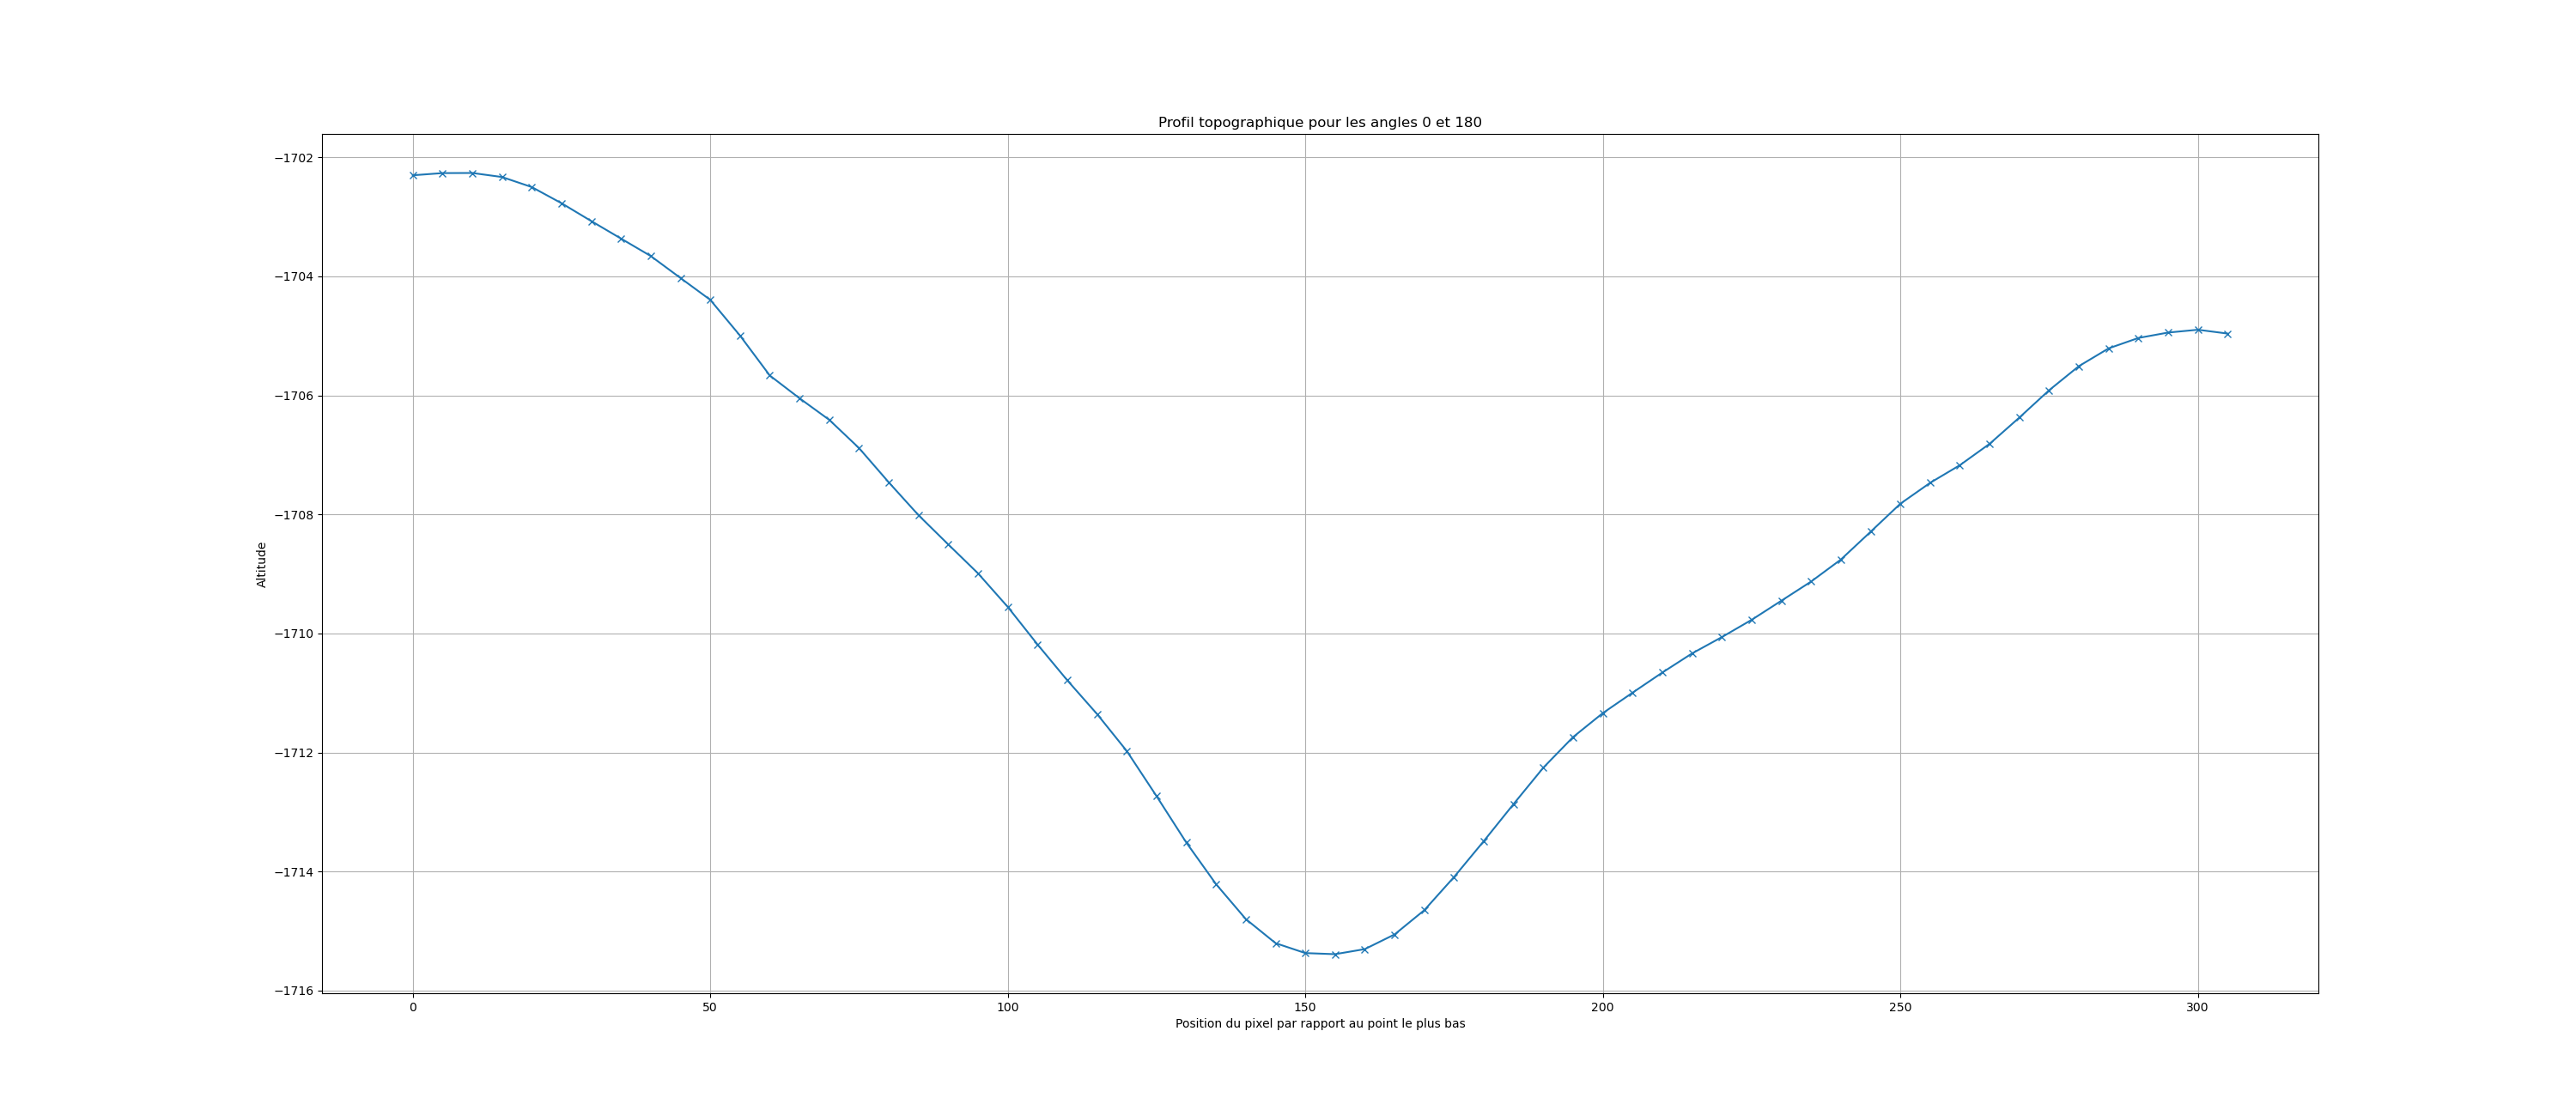 Profil topographique pour les angles 0 et 180
−1702
−1704
−1706
−1708
−1710
−1712
−1714
−1716
Altitude
0 50 100 150 200 250 300
Position du pixel par rapport au point le plus bas